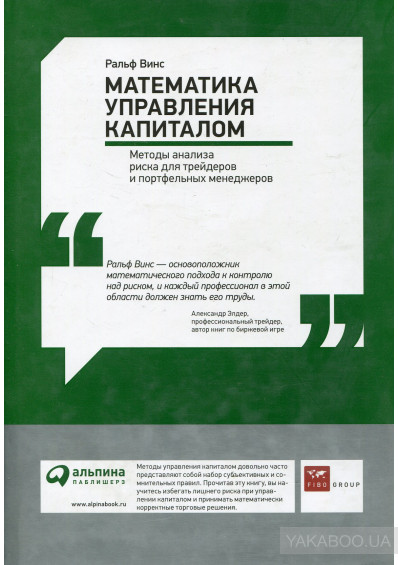 Ральф Винс
МАТЕМАТИКА
УПРАВЛЕНИЯ
КАПИТАЛОМ
Методы анализа
риска для трейдеров
и портфельных менеджеров
Ральф Винс — основоположник
математического подхода к контролю
над риском, и каждый профессионал в этой
области должен знать его труды.
Александр Элдер,
профессиональный трейдер,
автор книг по биржевой игре
альпина
ПАБЛИШЕРЗ
www.alpinabook.ru
Методы управления капиталом довольно часто
представляют собой набор субъективных и со-
мнительных правил. Прочитав эту книгу, вы на-
учитесь избегать лишнего риска при управ-
лении капиталом и принимать математически
корректные торговые решения.
FIBO GROUP
YAKABOO.UA